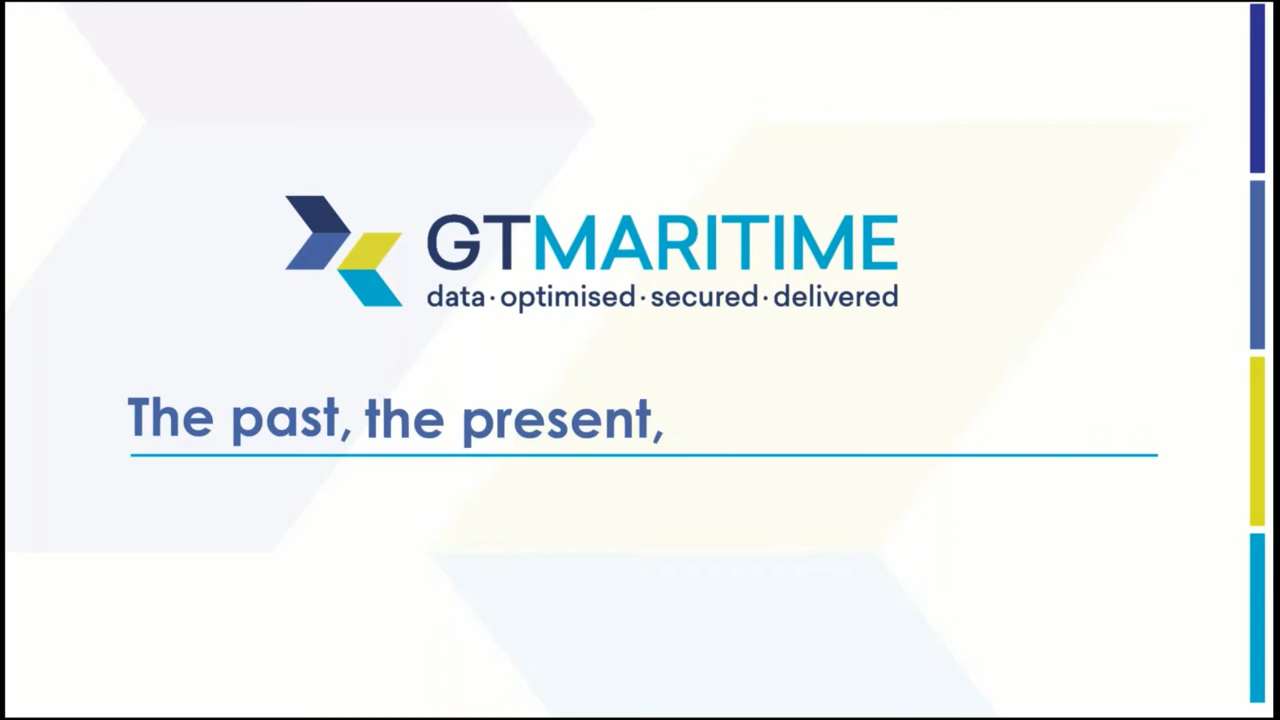 GTMARITIME
data·optimised·secured·delivered
The past, the present,